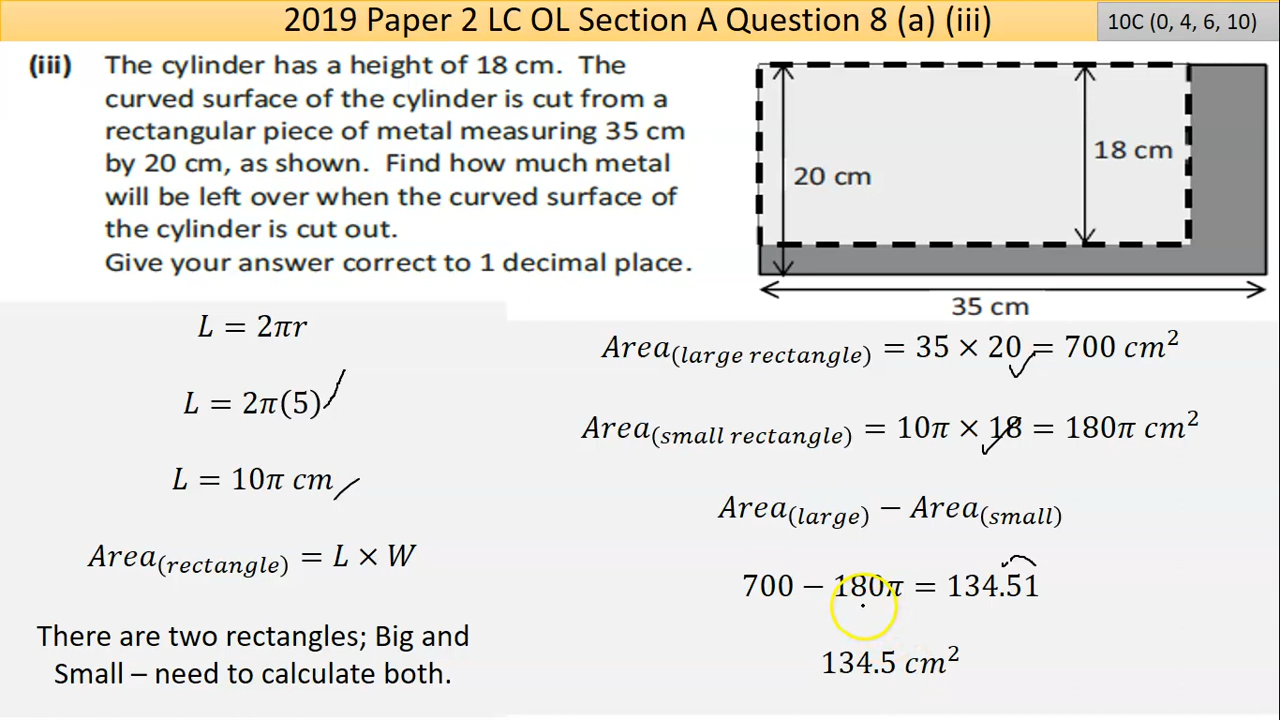 2019 Paper 2 LC OL Section A Question 8 (a) (iii)
10C (0, 4, 6, 10)
(iii) The cylinder has a height of 18 cm. The
curved surface of the cylinder is cut from a
rectangular piece of metal measuring 35 cm
by 20 cm, as shown. Find how much metal
will be left over when the curved surface of
the cylinder is cut out.
Give your answer correct to 1 decimal place.
20 cm
18 cm
35 cm
L = 2πr
L = 2π(5)
L = 10π cm
Area(rectangle) = L × W
There are two rectangles; Big and
Small – need to calculate both.
Area(large rectangle) = 35 × 20 = 700 cm²
Area(small rectangle) = 10π × 18 = 180π cm²
Area(large) − Area(small)
700 − 180π = 134.51
134.5 cm²